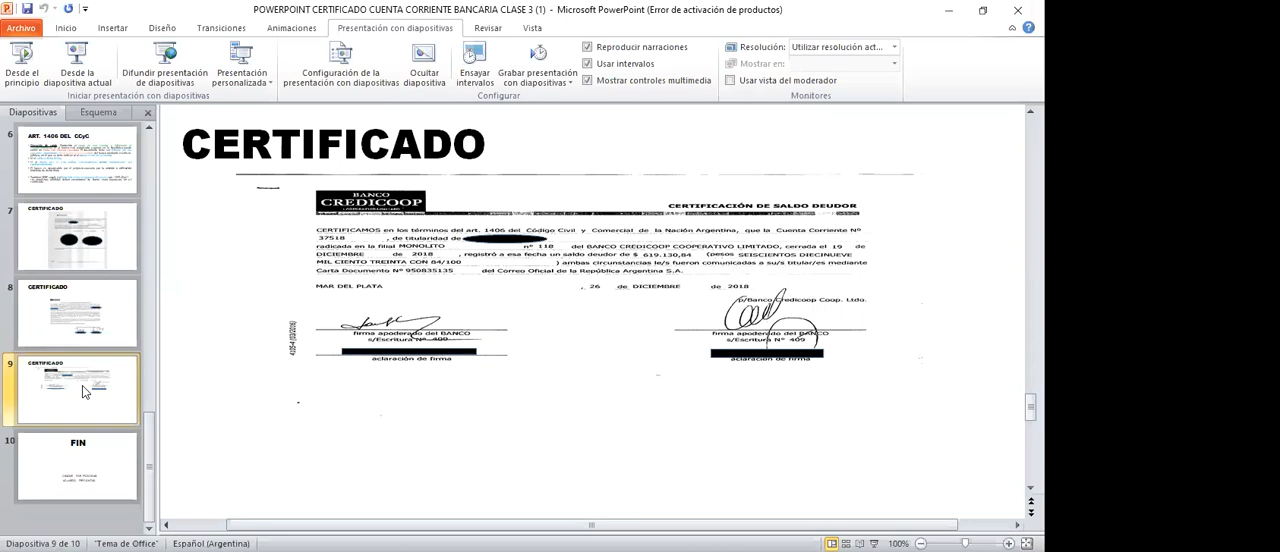 POWERPOINT CERTIFICADO CUENTA CORRIENTE BANCARIA CLASE 3 (1) - Microsoft PowerPoint (Error de activación de productos)
Archivo Inicio Insertar Diseño Transiciones Animaciones Presentación con diapositivas Revisar Vista
Desde el principio
Desde la diapositiva actual
Difundir presentación de diapositivas
Presentación personalizada
Iniciar presentación con diapositivas
Configuración de la presentación con diapositivas
Ocultar diapositiva
Ensayar intervalos
Grabar presentación con diapositivas
Reproducir narraciones
Usar intervalos
Mostrar controles multimedia
Configurar
Resolución: Utilizar resolución act...
Mostrar en:
Usar vista del moderador
Monitores
Diapositivas Esquema
6
ART. 1406 DEL CCyC
7
CERTIFICADO
8
CERTIFICADO
9
CERTIFICADO
10
FIN
CERTIFICADO
BANCO
CREDICOOP
CERTIFICACIÓN DE SALDO DEUDOR
CERTIFICAMOS en los términos del art. 1406 del Código Civil y Comercial de la Nación Argentina, que la Cuenta Corriente Nº
37518 , de titularidad de
radicada en la filial MONOLITO nº 118 del BANCO CREDICOOP COOPERATIVO LIMITADO, cerrada el 19 de
DICIEMBRE de 2018 , registró a esa fecha un saldo deudor de $ 619.130,84 (pesos SEISCIENTOS DIECINUEVE
MIL CIENTO TREINTA CON 84/100 ) ambas circunstancias le/s fueron comunicadas a su/s titular/es mediante
Carta Documento Nº 950835135 del Correo Oficial de la República Argentina S.A.
MAR DEL PLATA , 26 de DICIEMBRE de 2018
p/Banco Credicoop Coop. Ltdo.
firma apoderado del BANCO
s/Escritura Nº 409
aclaración de firma
firma apoderado del BANCO
s/Escritura Nº 409
aclaración de firma
Diapositiva 9 de 10 "Tema de Office" Español (Argentina) 100%